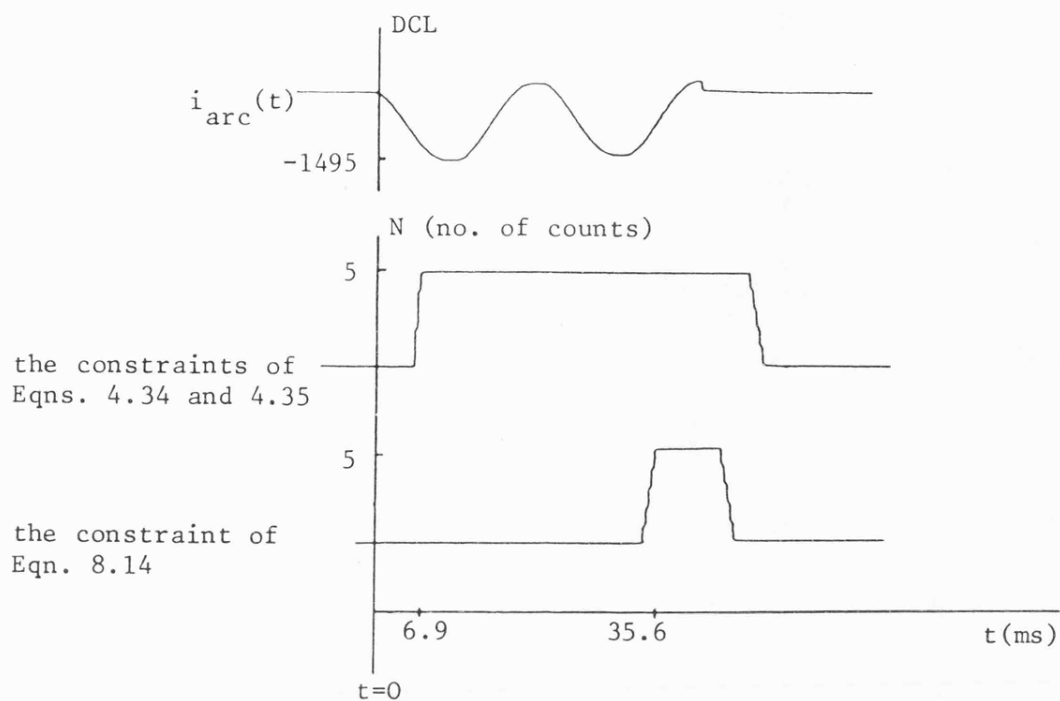 DCL
i_arc(t)
-1495
N (no. of counts)
5
the constraints of
Eqns. 4.34 and 4.35
5
the constraint of
Eqn. 8.14
6.9
35.6
t(ms)
t=0